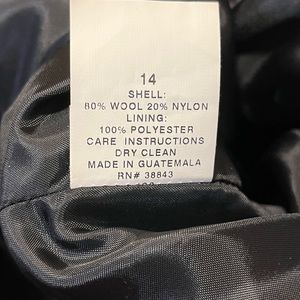 14
SHELL:
80% WOOL 20% NYLON
LINING:
100% POLYESTER
CARE INSTRUCTIONS
DRY CLEAN
MADE IN GUATEMALA
RN# 38843